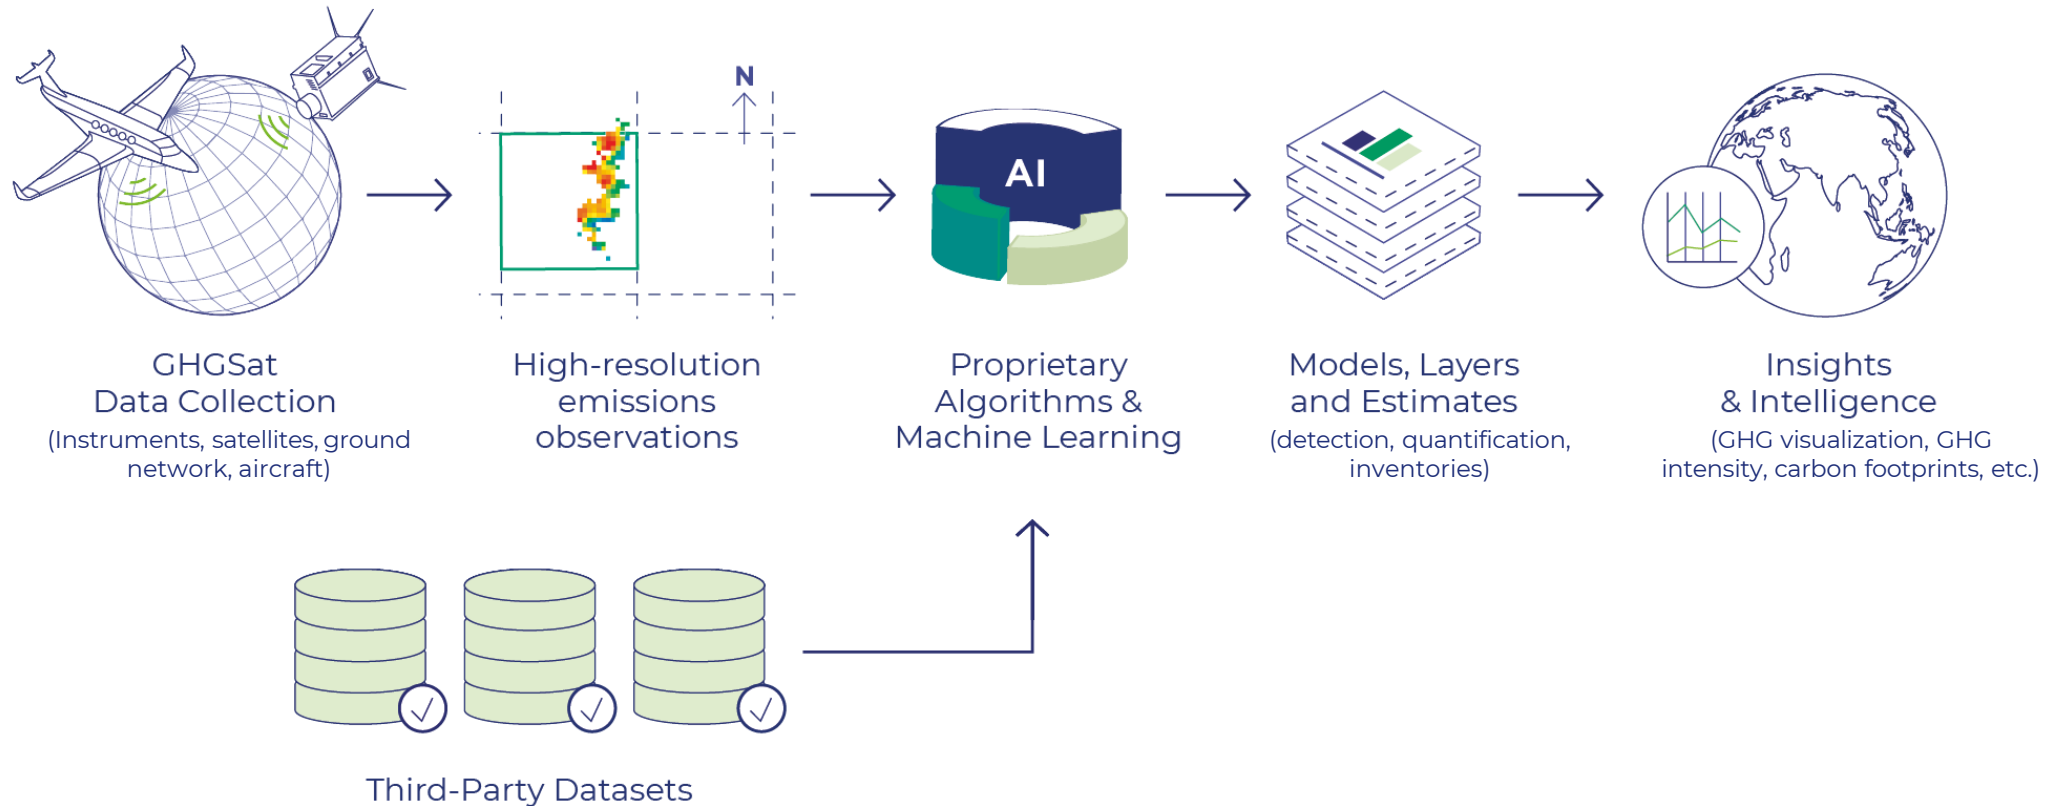 N
AI
GHGSat
Data Collection
(Instruments, satellites, ground
network, aircraft)
High-resolution
emissions
observations
Proprietary
Algorithms &
Machine Learning
Models, Layers
and Estimates
(detection, quantification,
inventories)
Insights
& Intelligence
(GHG visualization, GHG
intensity, carbon footprints, etc.)
Third-Party Datasets